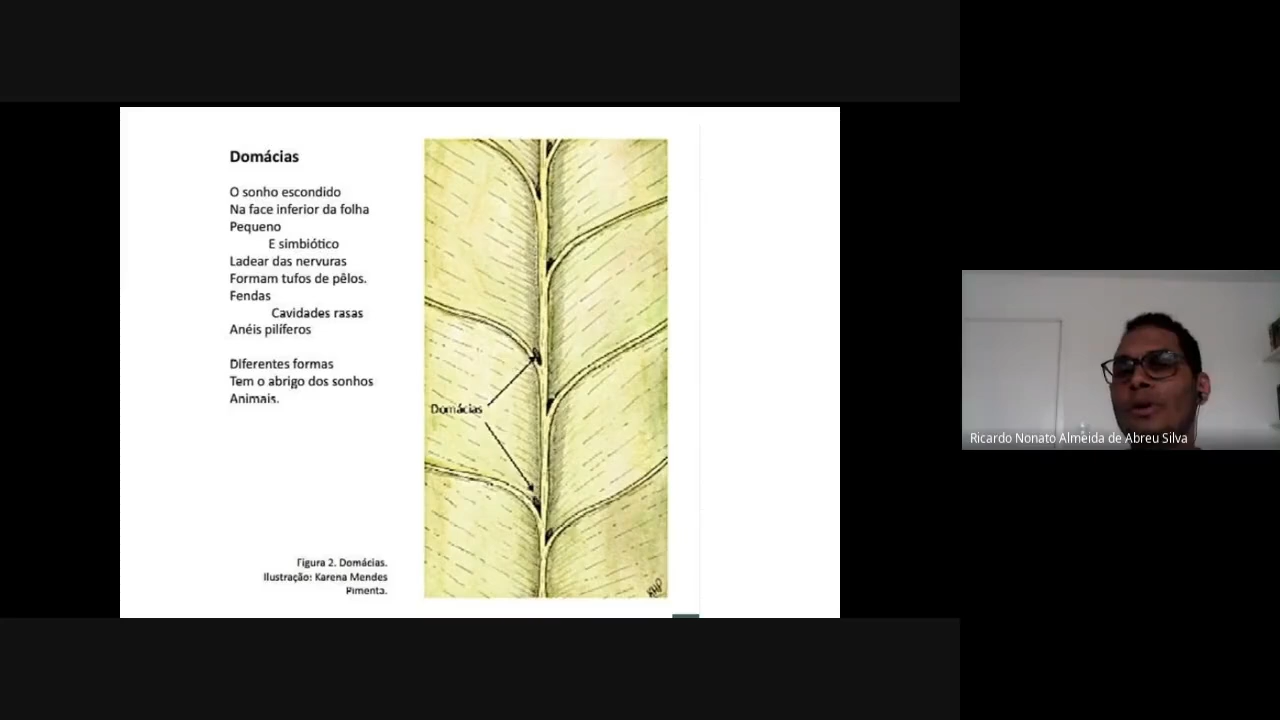 Domácias
O sonho escondido
Na face inferior da folha
Pequeno
E simbiótico
Ladear das nervuras
Formam tufos de pêlos.
Fendas
Cavidades rasas
Anéis pilíferos
Diferentes formas
Tem o abrigo dos sonhos
Animais.
Domácias
Figura 2. Domácias.
Ilustração: Karena Mendes
Pimenta.
Ricardo Nonato Almeida de Abreu Silva